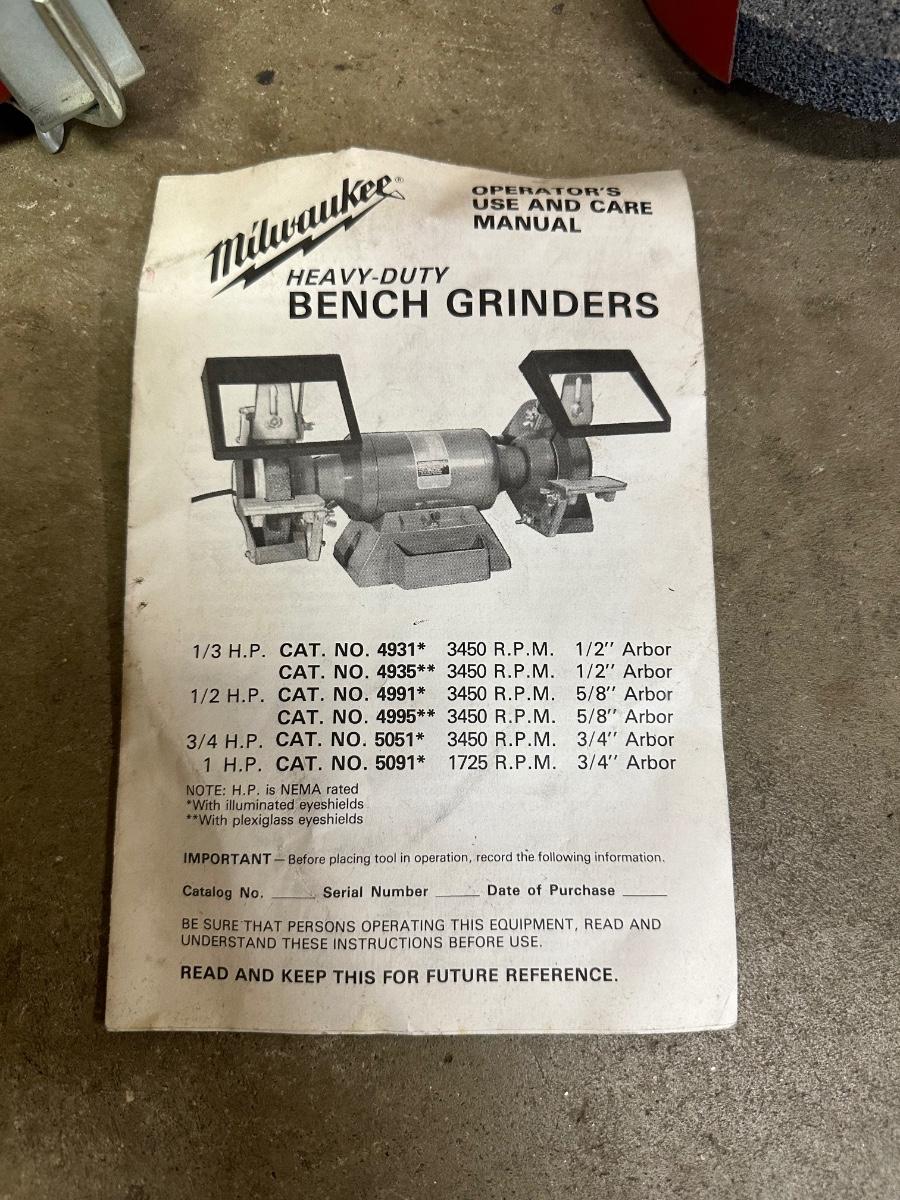 Milwaukee®
OPERATOR'S
USE AND CARE
MANUAL
HEAVY-DUTY
BENCH GRINDERS
1/3 H.P. CAT. NO. 4931* 3450 R.P.M. 1/2" Arbor
CAT. NO. 4935** 3450 R.P.M. 1/2" Arbor
1/2 H.P. CAT. NO. 4991* 3450 R.P.M. 5/8" Arbor
CAT. NO. 4995** 3450 R.P.M. 5/8" Arbor
3/4 H.P. CAT. NO. 5051* 3450 R.P.M. 3/4" Arbor
1 H.P. CAT. NO. 5091* 1725 R.P.M. 3/4" Arbor
NOTE: H.P. is NEMA rated
*With illuminated eyeshields
**With plexiglass eyeshields
IMPORTANT — Before placing tool in operation, record the following information.
Catalog No. _____ Serial Number _____ Date of Purchase _____
BE SURE THAT PERSONS OPERATING THIS EQUIPMENT, READ AND
UNDERSTAND THESE INSTRUCTIONS BEFORE USE.
READ AND KEEP THIS FOR FUTURE REFERENCE.